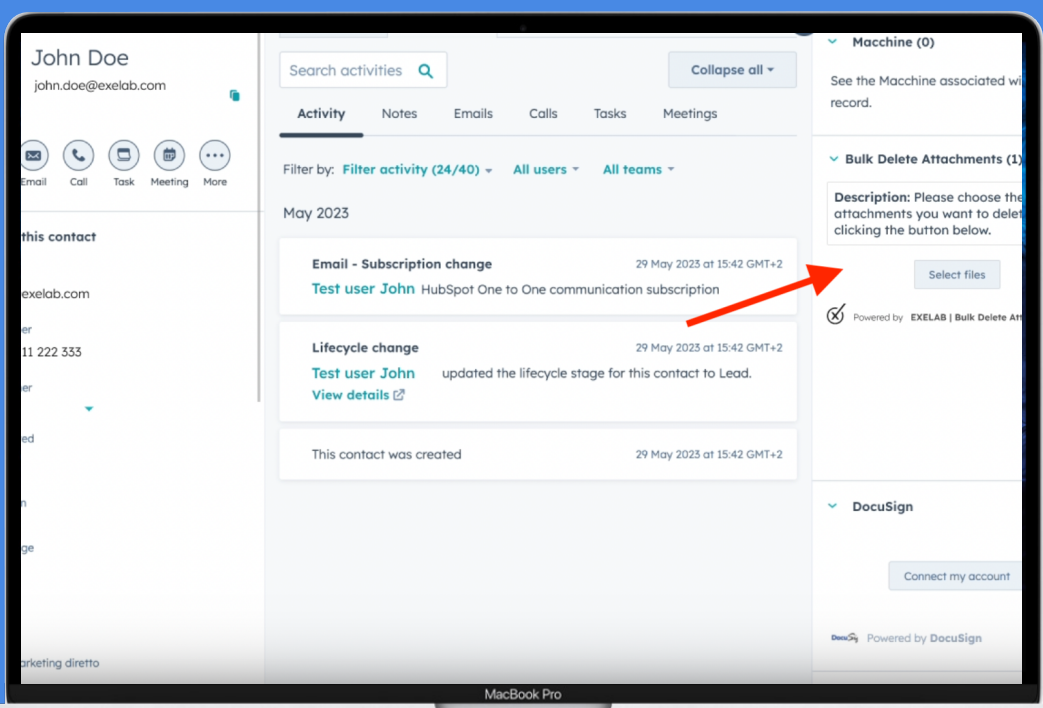 John Doe
john.doe@exelab.com
Email
Call
Task
Meeting
More
this contact
exelab.com
er
11 222 333
er
ed
n
ge
arketing diretto
Search activities
Collapse all
Activity
Notes
Emails
Calls
Tasks
Meetings
Filter by: Filter activity (24/40)
All users
All teams
May 2023
Email - Subscription change
29 May 2023 at 15:42 GMT+2
Test user John HubSpot One to One communication subscription
Lifecycle change
29 May 2023 at 15:42 GMT+2
Test user John updated the lifecycle stage for this contact to Lead.
View details
This contact was created
29 May 2023 at 15:42 GMT+2
Macchine (0)
See the Macchine associated wi
record.
Bulk Delete Attachments (1)
Description: Please choose the
attachments you want to delet
clicking the button below.
Select files
Powered by EXELAB | Bulk Delete Att
DocuSign
Connect my account
DocuSign Powered by DocuSign
MacBook Pro